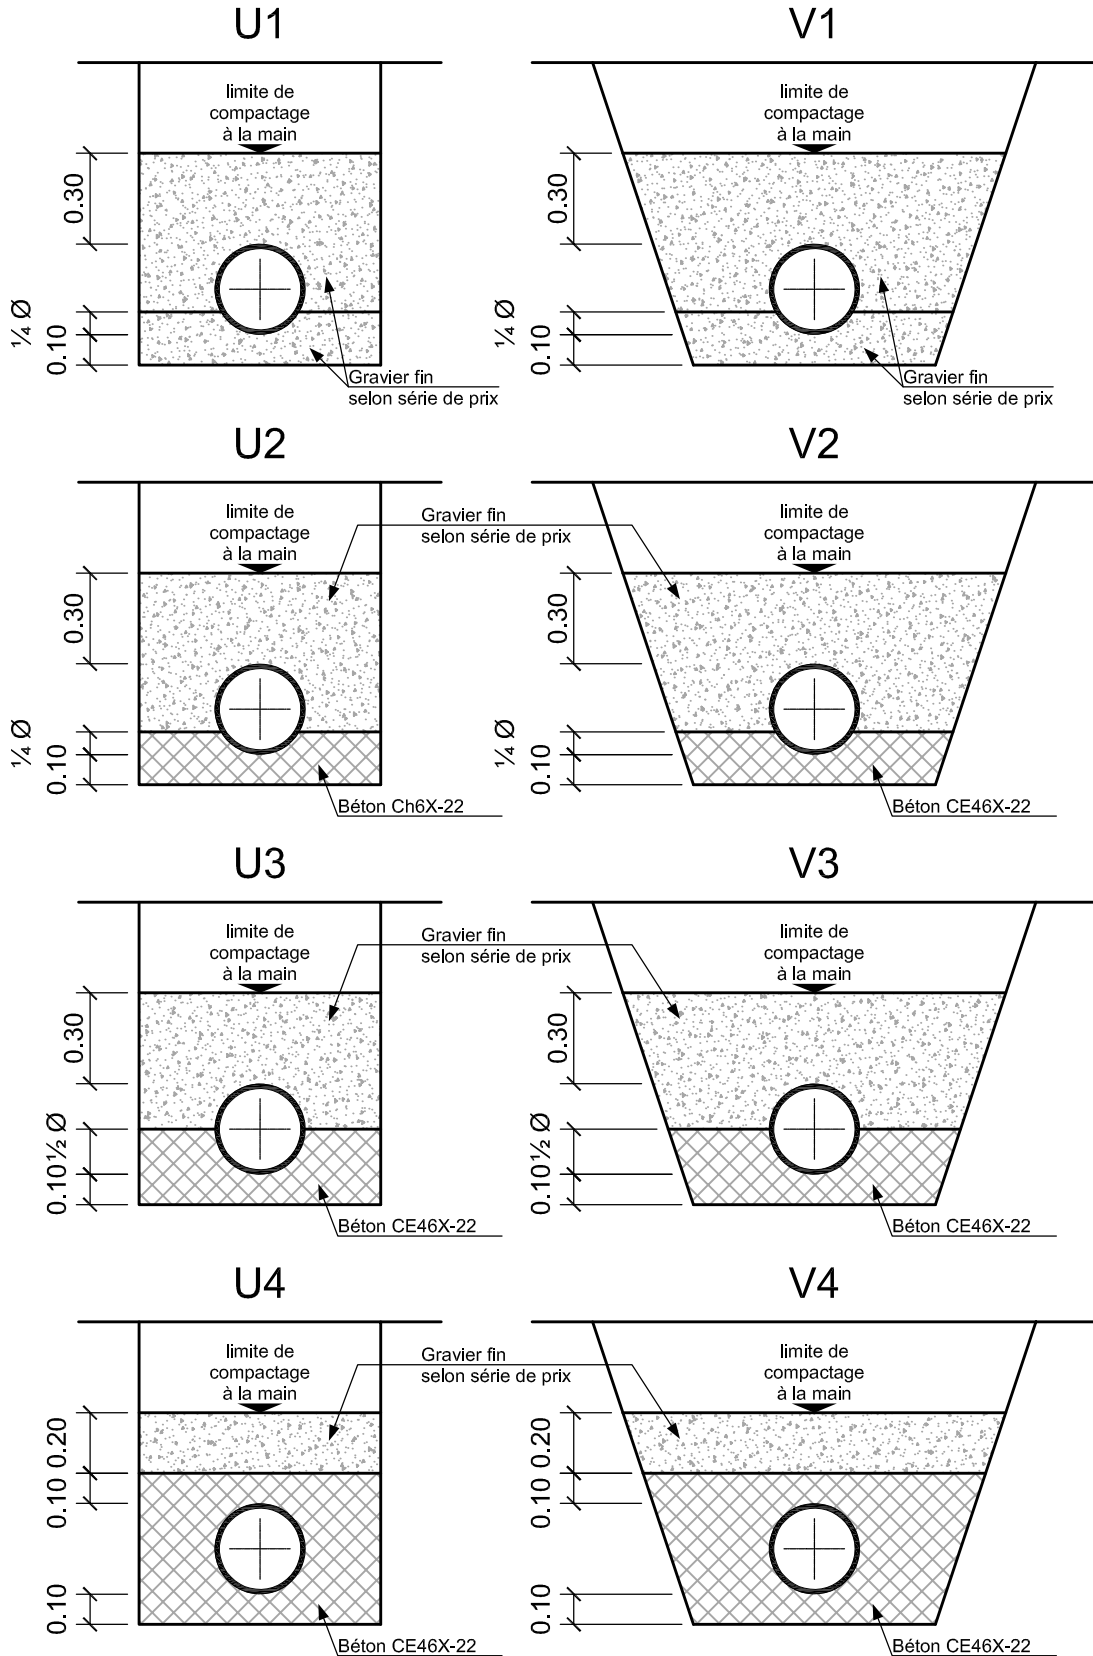 U1
V1
limite de
compactage
à la main
limite de
compactage
à la main
0.30
0.30
¼ Ø
0.10
¼ Ø
0.10
Gravier fin
selon série de prix
Gravier fin
selon série de prix
U2
V2
limite de
compactage
à la main
Gravier fin
selon série de prix
limite de
compactage
à la main
0.30
0.30
¼ Ø
0.10
¼ Ø
0.10
Béton Ch6X-22
Béton CE46X-22
U3
V3
limite de
compactage
à la main
Gravier fin
selon série de prix
limite de
compactage
à la main
0.30
0.30
½ Ø
0.10
½ Ø
0.10
Béton CE46X-22
Béton CE46X-22
U4
V4
limite de
compactage
à la main
Gravier fin
selon série de prix
limite de
compactage
à la main
0.20
0.10
0.20
0.10
0.10
0.10
Béton CE46X-22
Béton CE46X-22